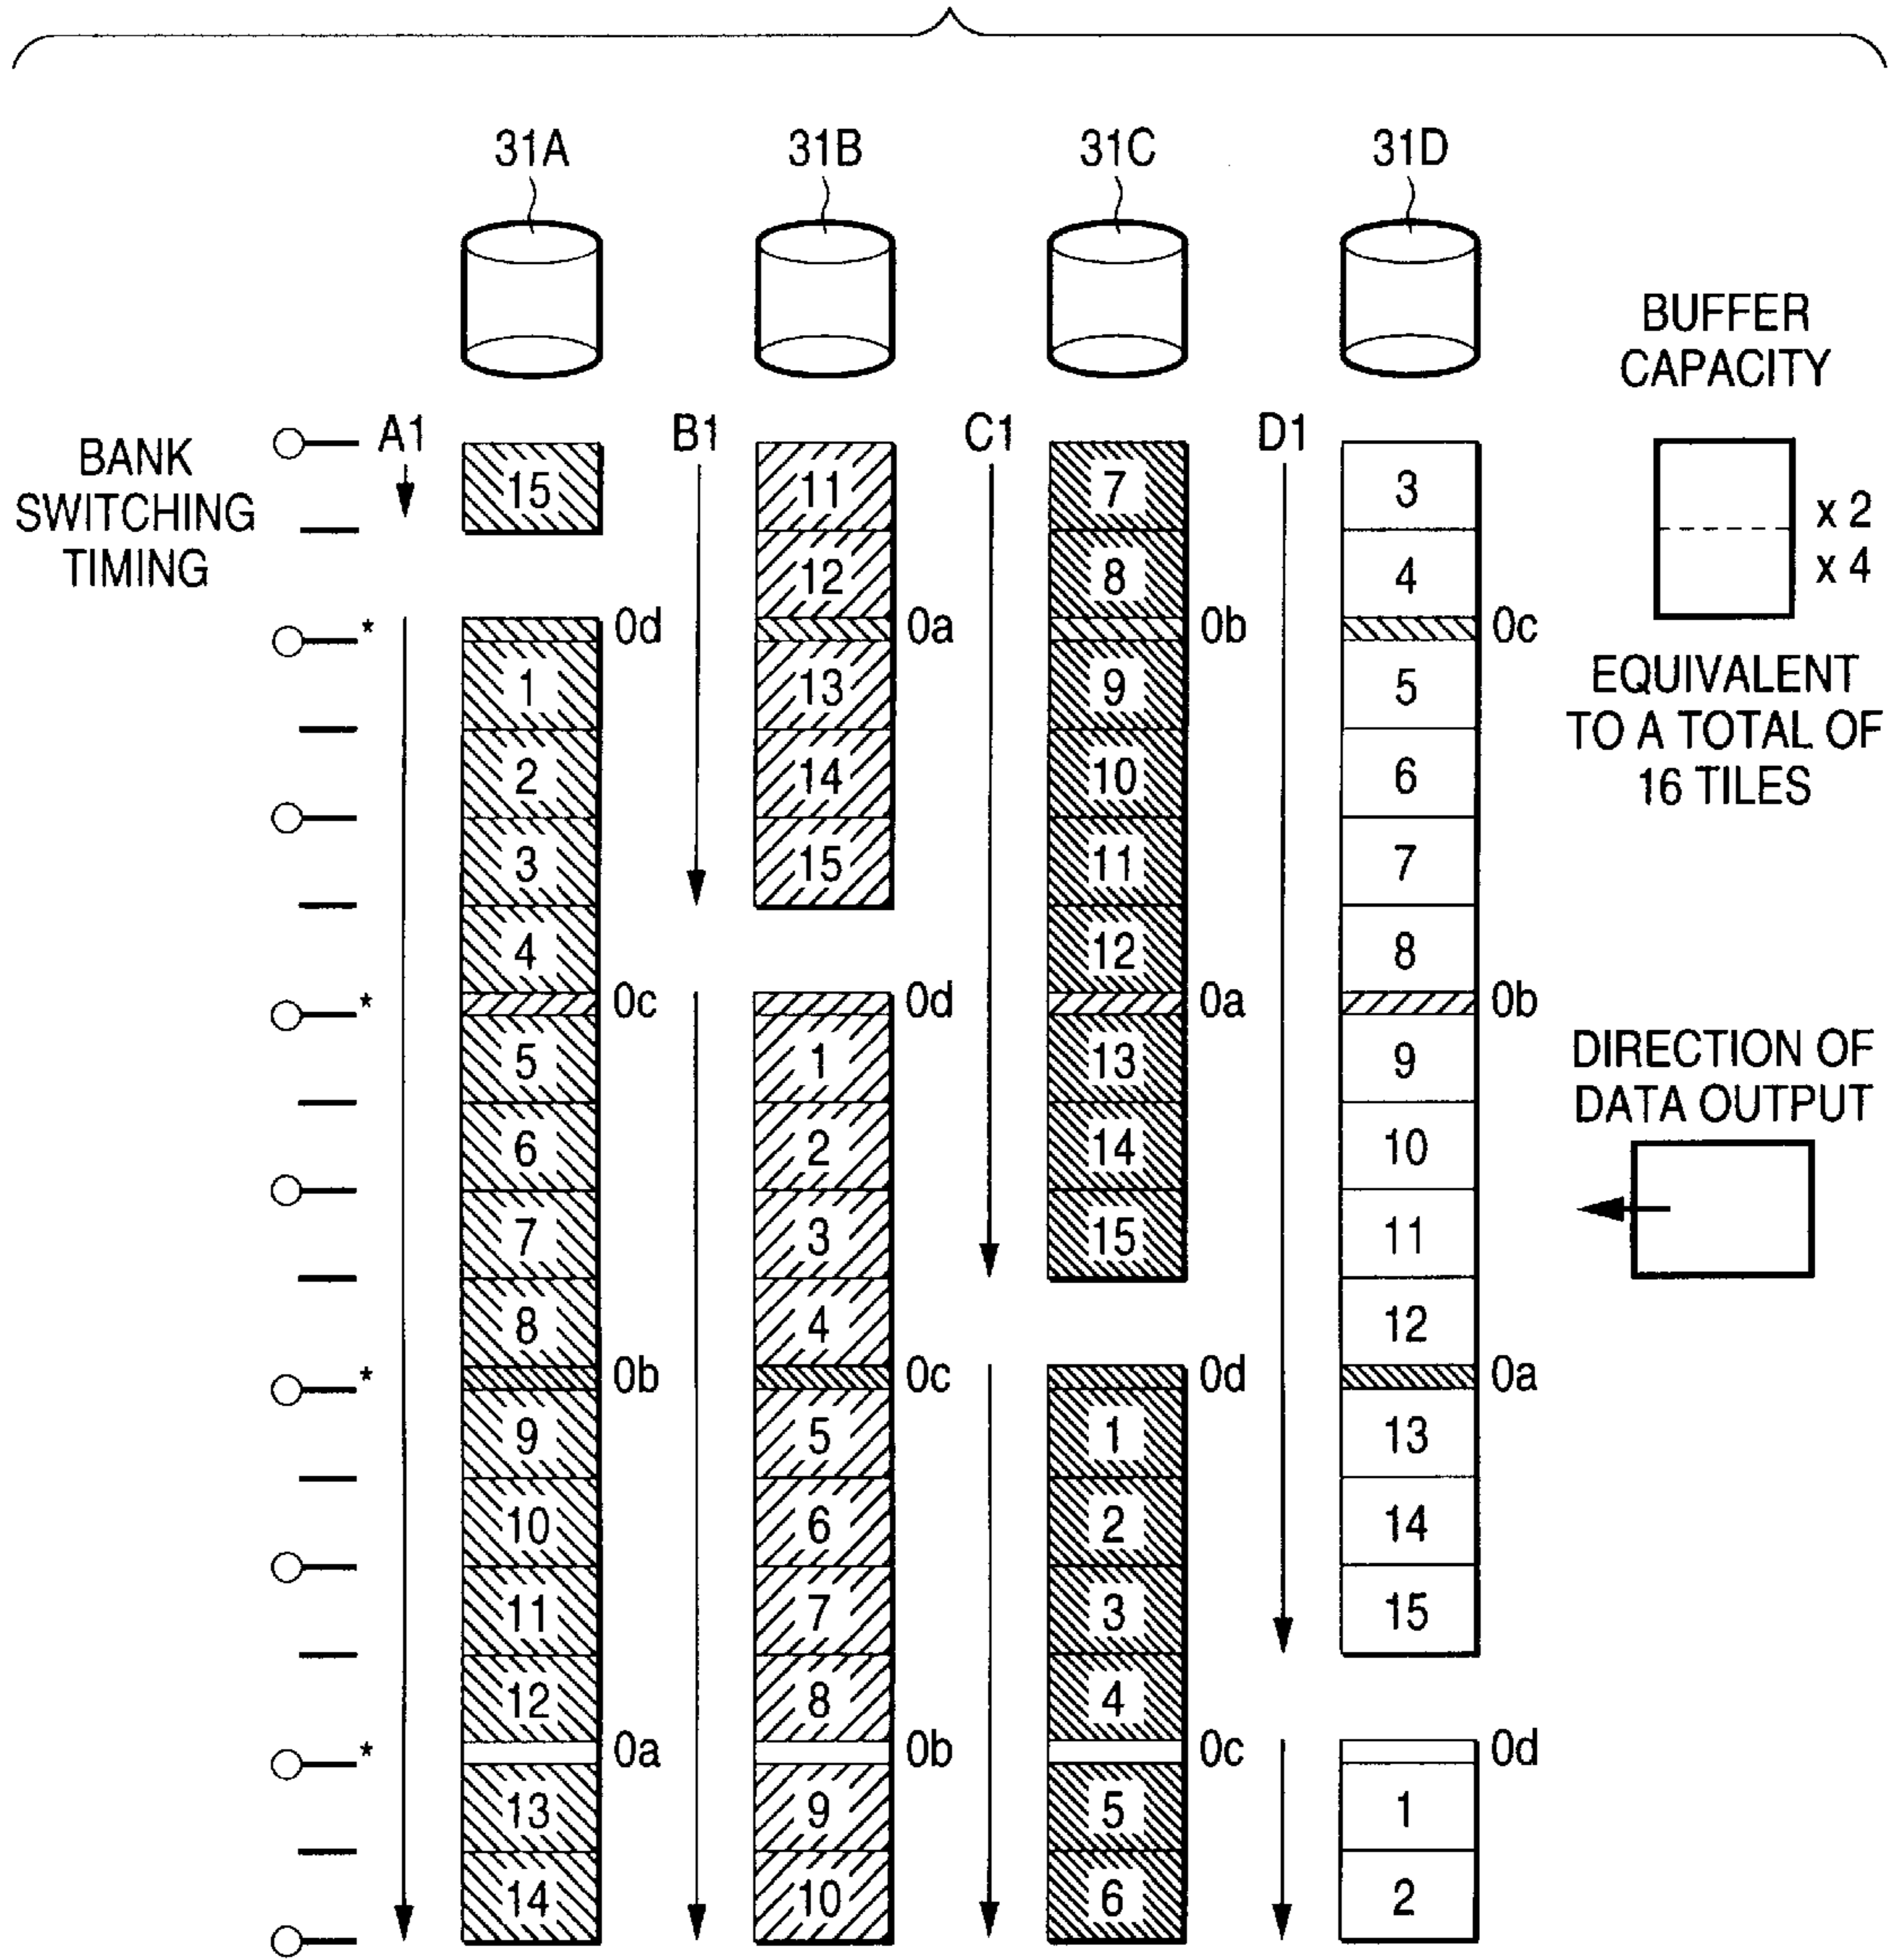 31A 31B 31C 31D
BUFFER
CAPACITY
x 2
x 4
EQUIVALENT
TO A TOTAL OF
16 TILES
DIRECTION OF
DATA OUTPUT
BANK
SWITCHING
TIMING
A1 B1 C1 D1
15 11 7 3
12 8 4
* 0d 0a 0b 0c
1 13 9 5
2 14 10 6
3 15 11 7
4 12 8
* 0c 0d 0a 0b
5 1 13 9
6 2 14 10
7 3 15 11
8 4 12
* 0b 0c 0d 0a
9 5 1 13
10 6 2 14
11 7 3 15
12 8 4
* 0a 0b 0c 0d
13 9 5 1
14 10 6 2